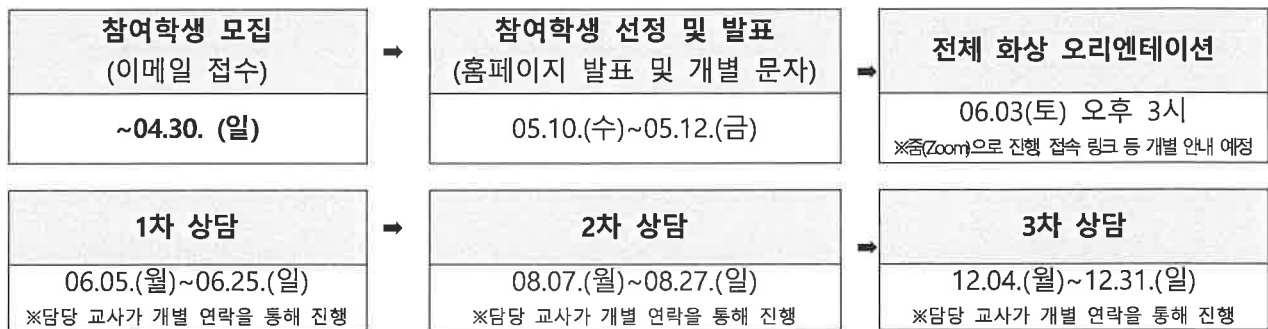 참여학생 모집
(이메일 접수)
~04.30. (일)
➡
참여학생 선정 및 발표
(홈페이지 발표 및 개별 문자)
05.10.(수)~05.12.(금)
➡
전체 화상 오리엔테이션
06.03(토) 오후 3시
※줌(Zoom)으로 진행, 접속 링크 등 개별 안내 예정
1차 상담
06.05.(월)~06.25.(일)
※담당 교사가 개별 연락을 통해 진행
➡
2차 상담
08.07.(월)~08.27.(일)
※담당 교사가 개별 연락을 통해 진행
➡
3차 상담
12.04.(월)~12.31.(일)
※담당 교사가 개별 연락을 통해 진행